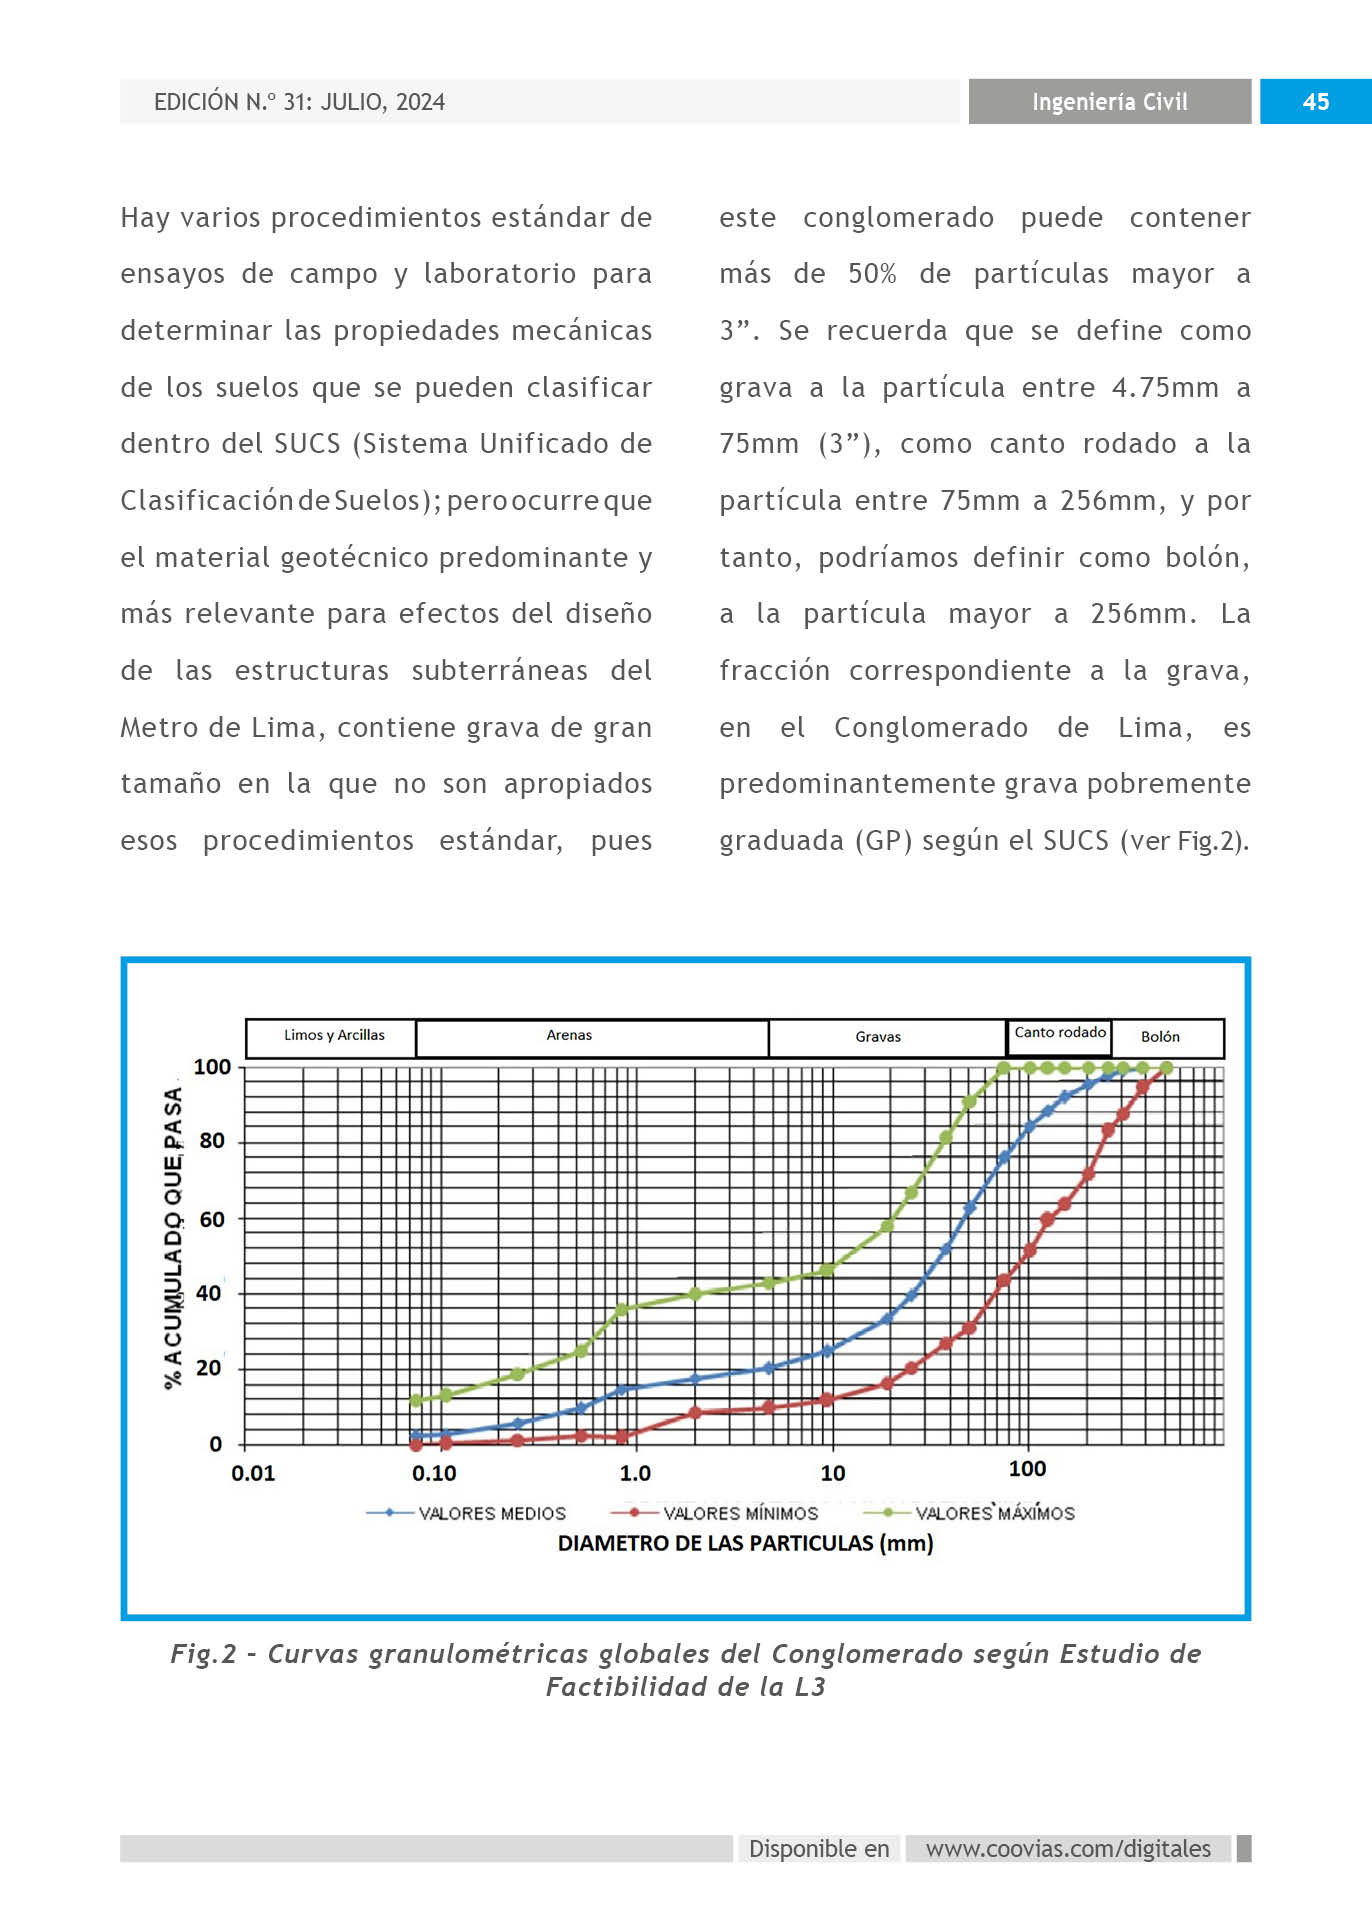 EDICIÓN N.º 31: JULIO, 2024
Ingeniería Civil
45
Hay varios procedimientos estándar de
ensayos de campo y laboratorio para
determinar las propiedades mecánicas
de los suelos que se pueden clasificar
dentro del SUCS (Sistema Unificado de
Clasificación de Suelos); pero ocurre que
el material geotécnico predominante y
más relevante para efectos del diseño
de las estructuras subterráneas del
Metro de Lima, contiene grava de gran
tamaño en la que no son apropiados
esos procedimientos estándar, pues
este conglomerado puede contener
más de 50% de partículas mayor a
3”. Se recuerda que se define como
grava a la partícula entre 4.75mm a
75mm (3”), como canto rodado a la
partícula entre 75mm a 256mm, y por
tanto, podríamos definir como bolón,
a la partícula mayor a 256mm. La
fracción correspondiente a la grava,
en el Conglomerado de Lima, es
predominantemente grava pobremente
graduada (GP) según el SUCS (ver Fig.2).
Limos y Arcillas
Arenas
Gravas
Canto rodado
Bolón
% ACUMULADO QUE PASA
100
80
60
40
20
0
0.01
0.10
1.0
10
100
VALORES MEDIOS
VALORES MÍNIMOS
VALORES MÁXIMOS
DIAMETRO DE LAS PARTICULAS (mm)
Fig.2 – Curvas granulométricas globales del Conglomerado según Estudio de
Factibilidad de la L3
Disponible en
www.coovias.com/digitales